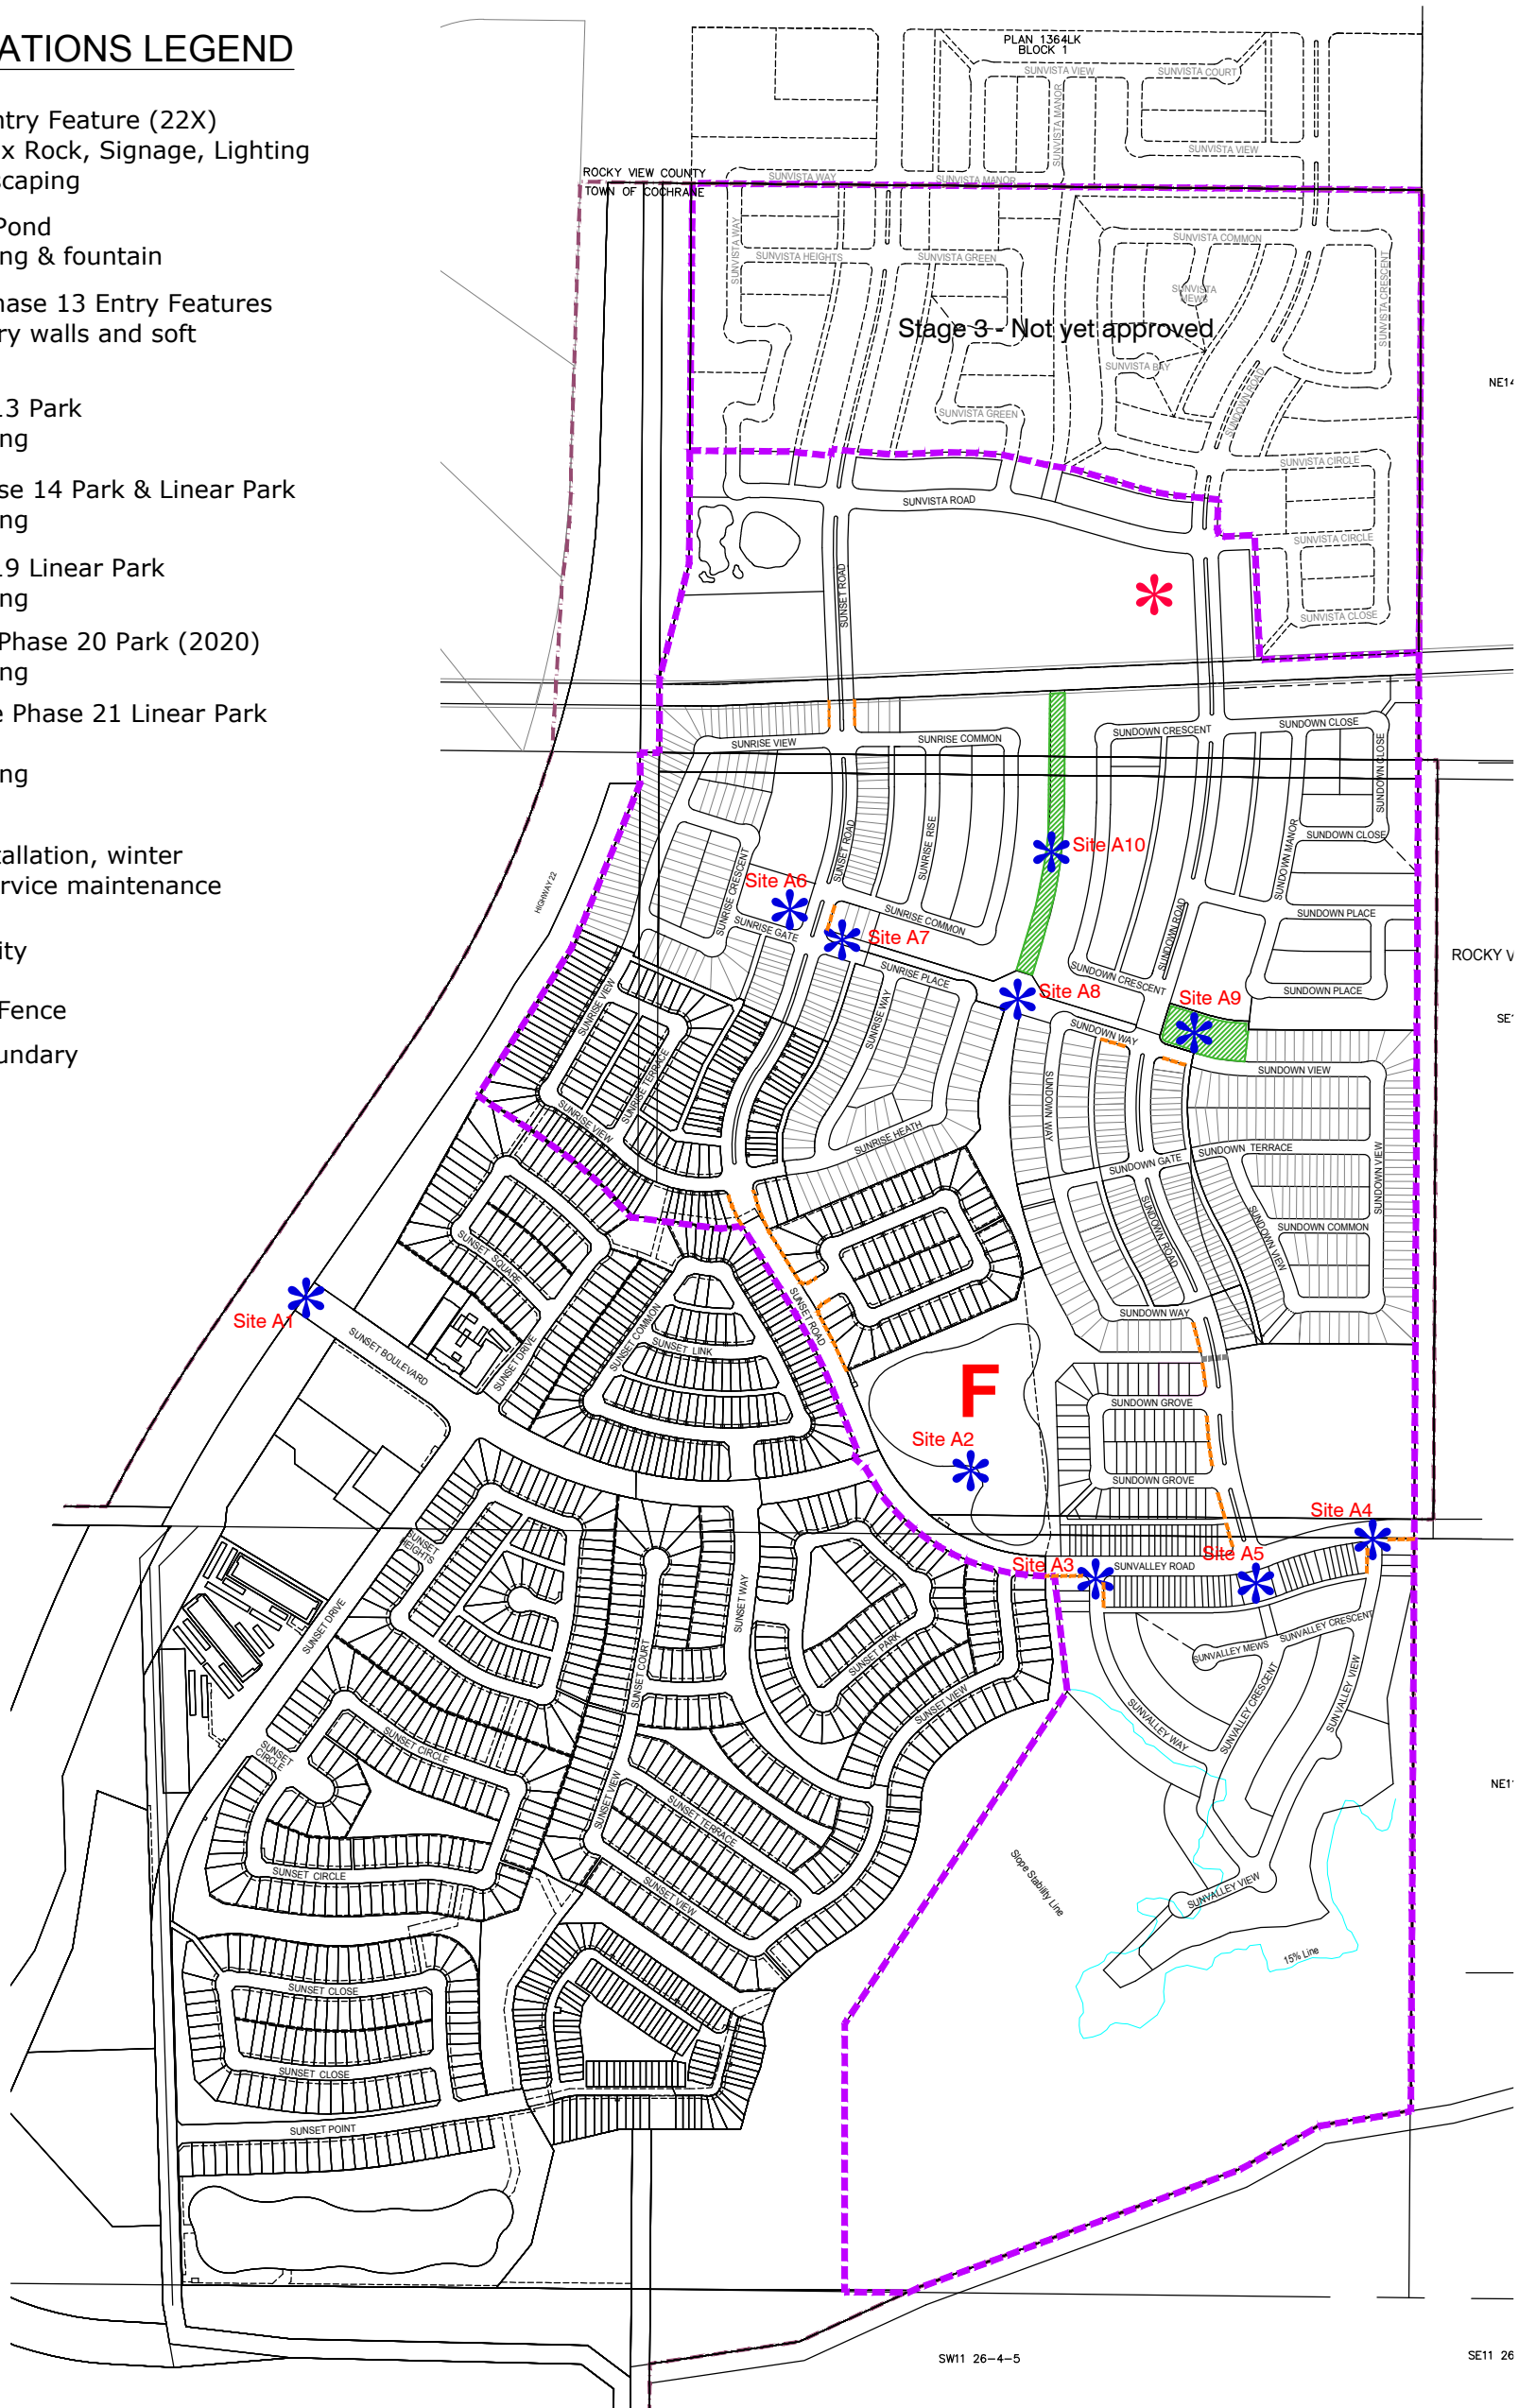 ATIONS LEGEND
ntry Feature (22X)
x Rock, Signage, Lighting
scaping
Pond
ng & fountain
hase 13 Entry Features
ry walls and soft
13 Park
ng
se 14 Park & Linear Park
ng
19 Linear Park
ng
Phase 20 Park (2020)
ng
e Phase 21 Linear Park
ng
tallation, winter
ervice maintenance
ity
Fence
undary
PLAN 1364LK
BLOCK 1
SUNVISTA VIEW
SUNVISTA COURT
SUNVISTA MANOR
SUNVISTA VIEW
ROCKY VIEW COUNTY
TOWN OF COCHRANE
SUNVISTA WAY
SUNVISTA MANOR
SUNVISTA WAY
SUNVISTA HEIGHTS
SUNVISTA GREEN
SUNVISTA COMMON
SUNVISTA CRESCENT
SUNVISTA
MEWS
Stage 3 - Not yet approved
SUNVISTA BAY
SUNDOWN ROAD
NE14
SUNVISTA GREEN
SUNVISTA CIRCLE
SUNVISTA ROAD
SUNVISTA CIRCLE
SUNSET ROAD
SUNVISTA CLOSE
SUNRISE VIEW
SUNRISE COMMON
SUNDOWN CRESCENT
SUNDOWN CLOSE
SUNDOWN CLOSE
SUNDOWN CLOSE
SUNSET ROAD
SUNRISE RISE
SUNDOWN MANOR
Site A10
HIGHWAY 22
SUNRISE CRESCENT
Site A6
SUNRISE GATE
SUNRISE COMMON
Site A7
SUNDOWN ROAD
SUNDOWN PLACE
ROCKY V
SUNRISE PLACE
SUNDOWN CRESCENT
SUNDOWN PLACE
Site A8
Site A9
SE
SUNRISE VIEW
SUNRISE WAY
SUNDOWN WAY
SUNRISE TERRACE
SUNDOWN VIEW
SUNDOWN WAY
SUNRISE VIEW
SUNRISE HEATH
SUNDOWN GATE
SUNDOWN TERRACE
SUNDOWN VIEW
SUNDOWN ROAD
SUNDOWN VIEW
SUNDOWN COMMON
SUNSET SQUARE
SUNSET ROAD
SUNDOWN WAY
Site A1
SUNSET BOULEVARD
SUNSET DRIVE
SUNSET COMMON
SUNSET LINK
F
SUNDOWN GROVE
Site A2
SUNDOWN GROVE
Site A4
SUNSET
HEIGHTS
Site A3
SUNVALLEY ROAD
Site A5
SUNSET DRIVE
SUNSET WAY
SUNSET COURT
SUNSET PARK
SUNVALLEY MEWS
SUNVALLEY CRESCENT
SUNSET VIEW
SUNVALLEY WAY
SUNVALLEY CRESCENT
SUNVALLEY VIEW
SUNSET
CIRCLE
SUNSET CIRCLE
SUNSET VIEW
SUNSET TERRACE
NE1
SUNSET CIRCLE
SUNSET VIEW
Slope Stability Line
SUNVALLEY VIEW
15% Line
SUNSET CLOSE
SUNSET CLOSE
SUNSET POINT
SW11 26-4-5
SE11 26